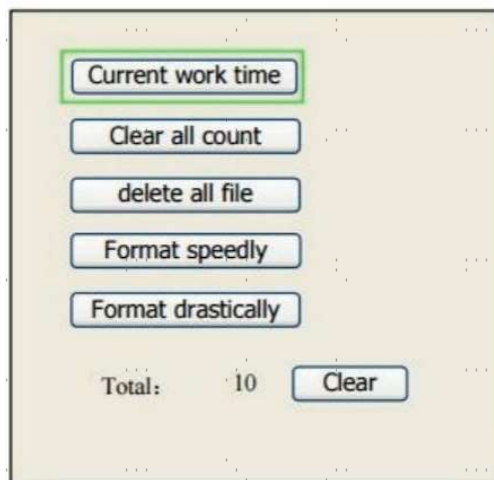 Current work time
Clear all count
delete all file
Format speedly
Format drastically
Total: 10 Clear